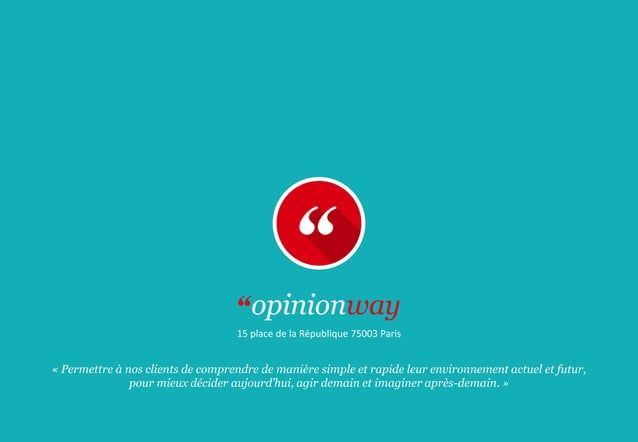 “
“opinionway
15 place de la République 75003 Paris
« Permettre à nos clients de comprendre de manière simple et rapide leur environnement actuel et futur,
pour mieux décider aujourd’hui, agir demain et imaginer après-demain. »